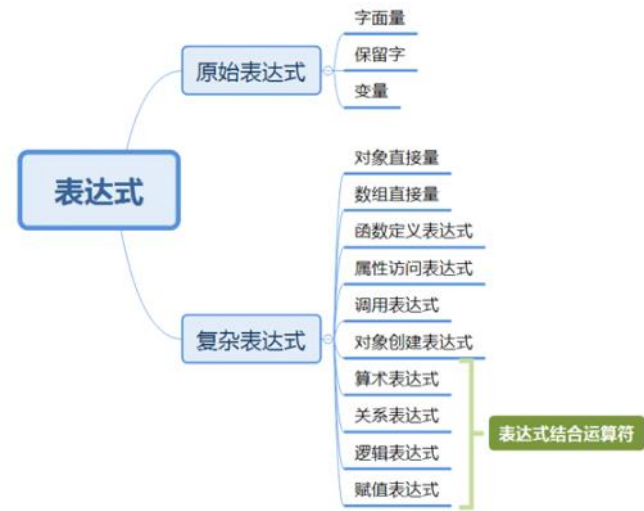 表达式
原始表达式
字面量
保留字
变量
复杂表达式
对象直接量
数组直接量
函数定义表达式
属性访问表达式
调用表达式
对象创建表达式
算术表达式
关系表达式
逻辑表达式
赋值表达式
表达式结合运算符